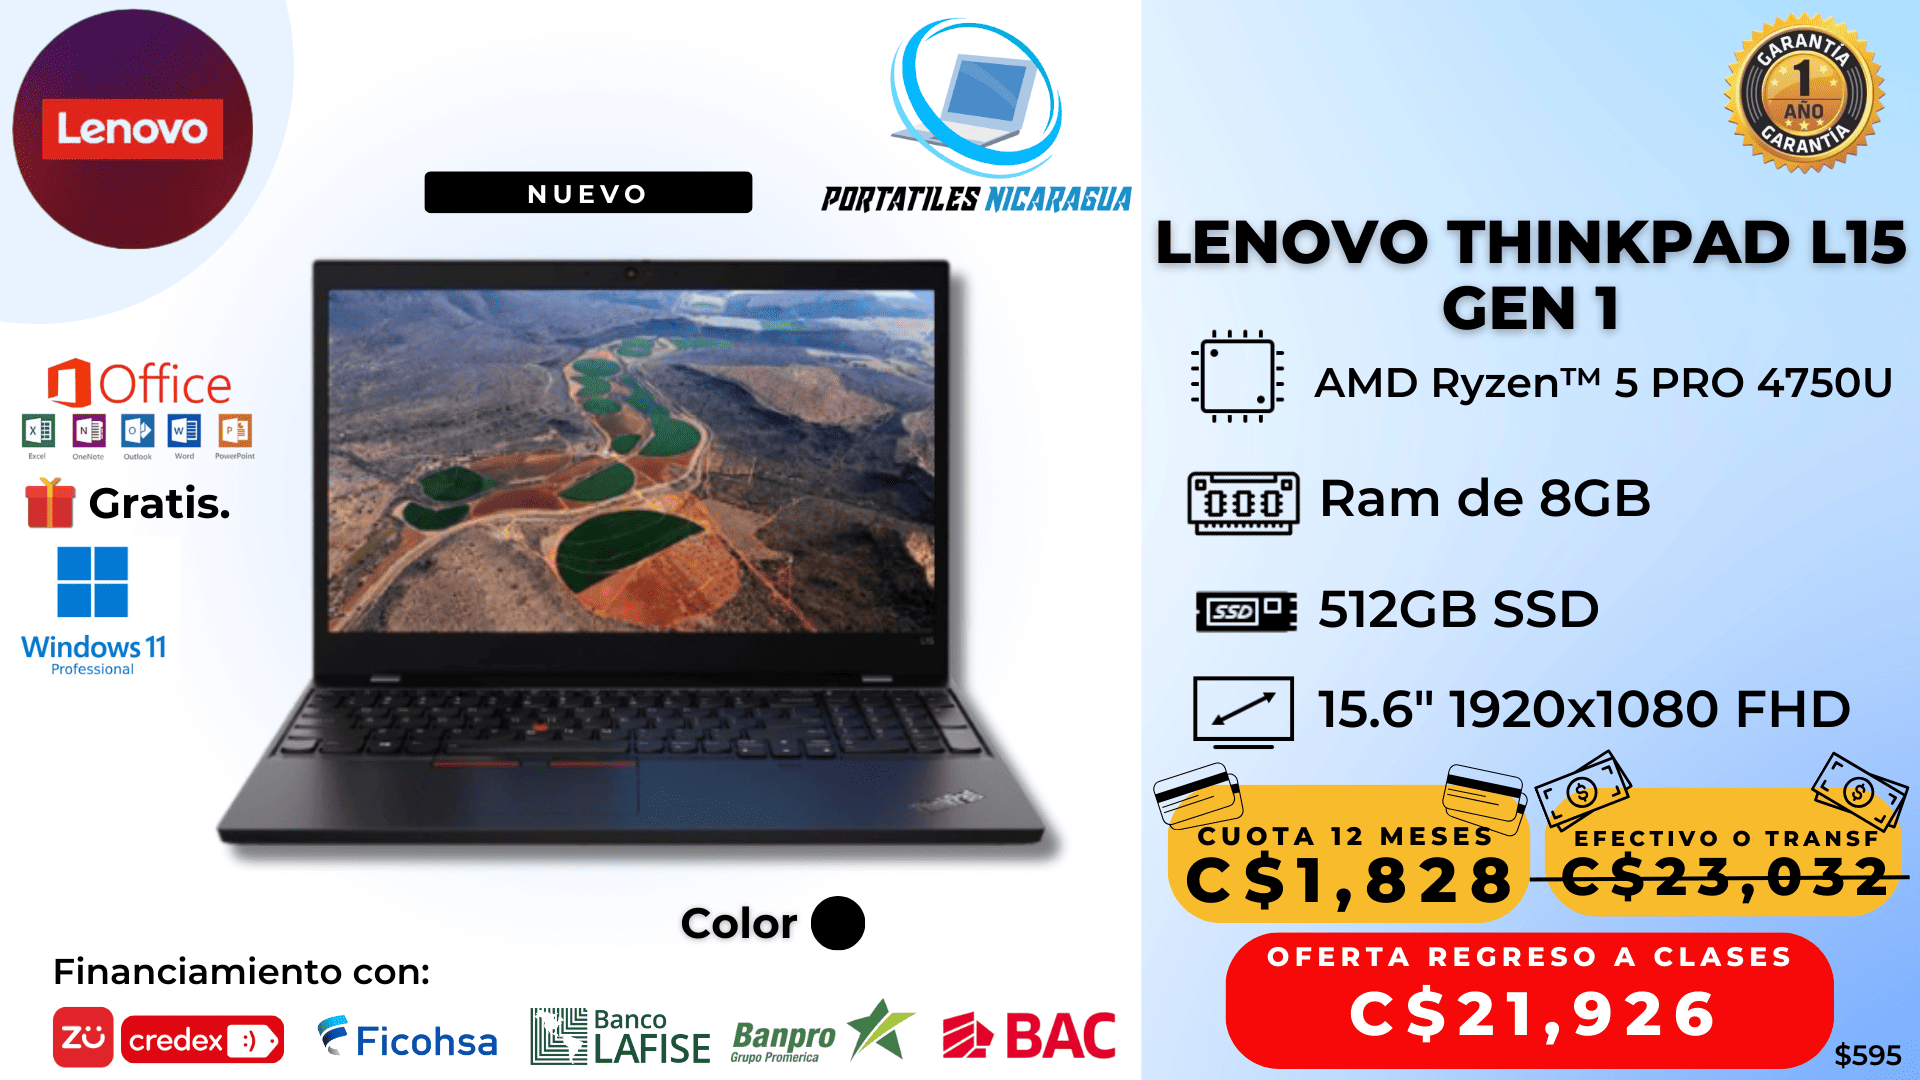 Lenovo
NUEVO
PORTATILES NICARAGUA
GARANTÍA
1
AÑO
GARANTÍA
LENOVO THINKPAD L15
GEN 1
AMD Ryzen™ 5 PRO 4750U
Ram de 8GB
SSD
512GB SSD
15.6" 1920x1080 FHD
Office
Excel
OneNote
Outlook
Word
PowerPoint
Gratis.
Windows 11
Professional
L15
ThinkPad
Color
CUOTA 12 MESES
C$1,828
EFECTIVO O TRANSF
C$23,032
OFERTA REGRESO A CLASES
C$21,926
$595
Financiamiento con:
zü
credex :)
Ficohsa
Banco
LAFISE
Banpro
Grupo Promerica
BAC